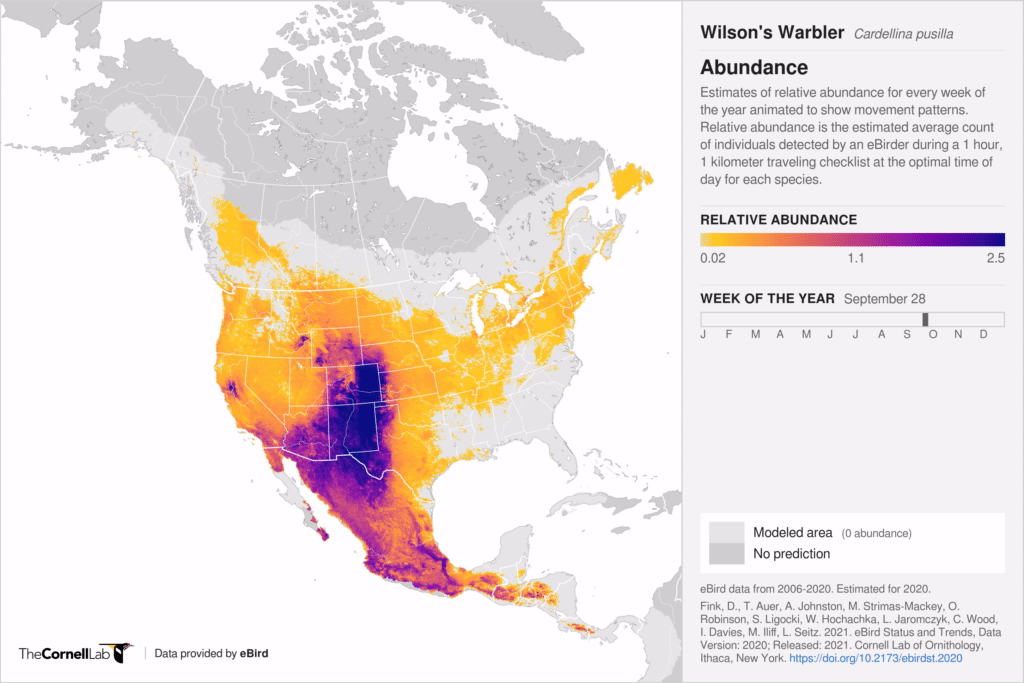 Wilson's Warbler Cardellina pusilla
Abundance
Estimates of relative abundance for every week of
the year animated to show movement patterns.
Relative abundance is the estimated average count
of individuals detected by an eBirder during a 1 hour,
1 kilometer traveling checklist at the optimal time of
day for each species.
RELATIVE ABUNDANCE
0.02 1.1 2.5
WEEK OF THE YEAR September 28
J F M A M J J A S O N D
Modeled area (0 abundance)
No prediction
eBird data from 2006-2020. Estimated for 2020.
Fink, D., T. Auer, A. Johnston, M. Strimas-Mackey, O.
Robinson, S. Ligocki, W. Hochachka, L. Jaromczyk, C. Wood,
I. Davies, M. Iliff, L. Seitz. 2021. eBird Status and Trends, Data
Version: 2020; Released: 2021. Cornell Lab of Ornithology,
Ithaca, New York. https://doi.org/10.2173/ebirdst.2020
TheCornellLab
Data provided by eBird